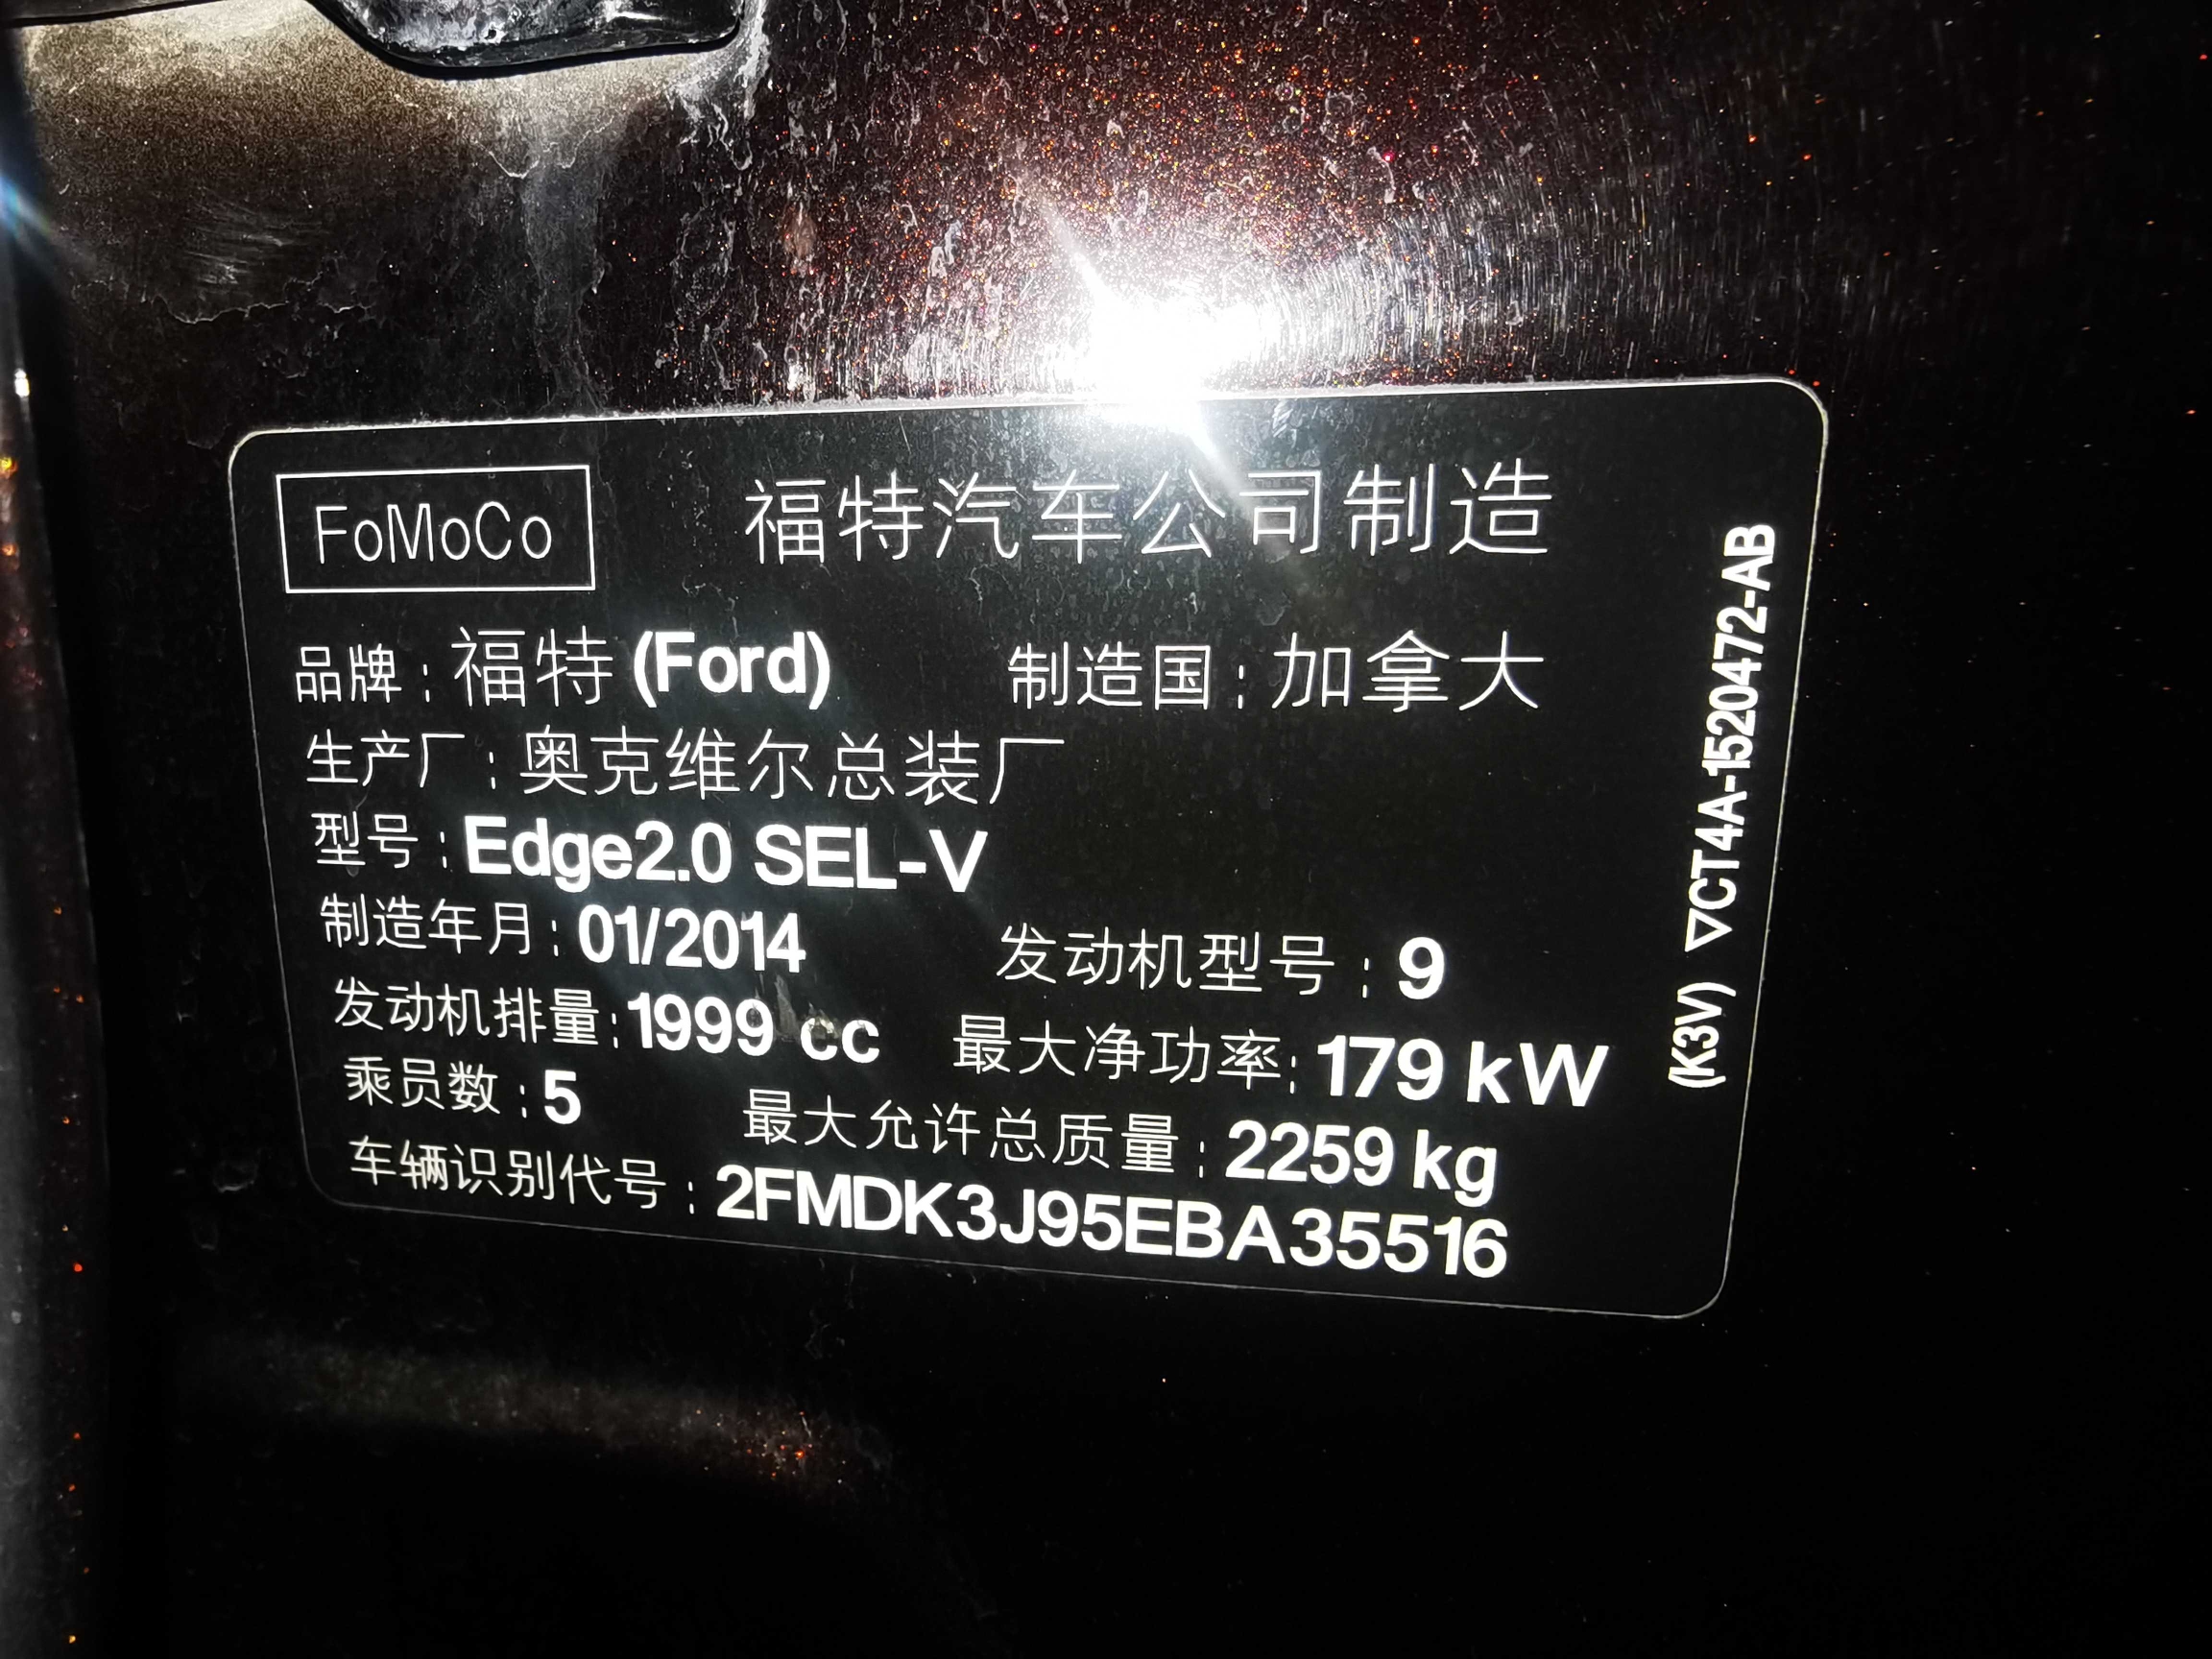 FoMoCo 福特汽车公司制造
品牌:福特(Ford) 制造国:加拿大
生产厂:奥克维尔总装厂
型号:Edge2.0 SEL-V
制造年月:01/2014 发动机型号:9
发动机排量:1999 cc 最大净功率:179 kW
乘员数:5 最大允许总质量:2259 kg
车辆识别代号:2FMDK3J95EBA35516
(K3V) ▽CT4A-1520472-AB